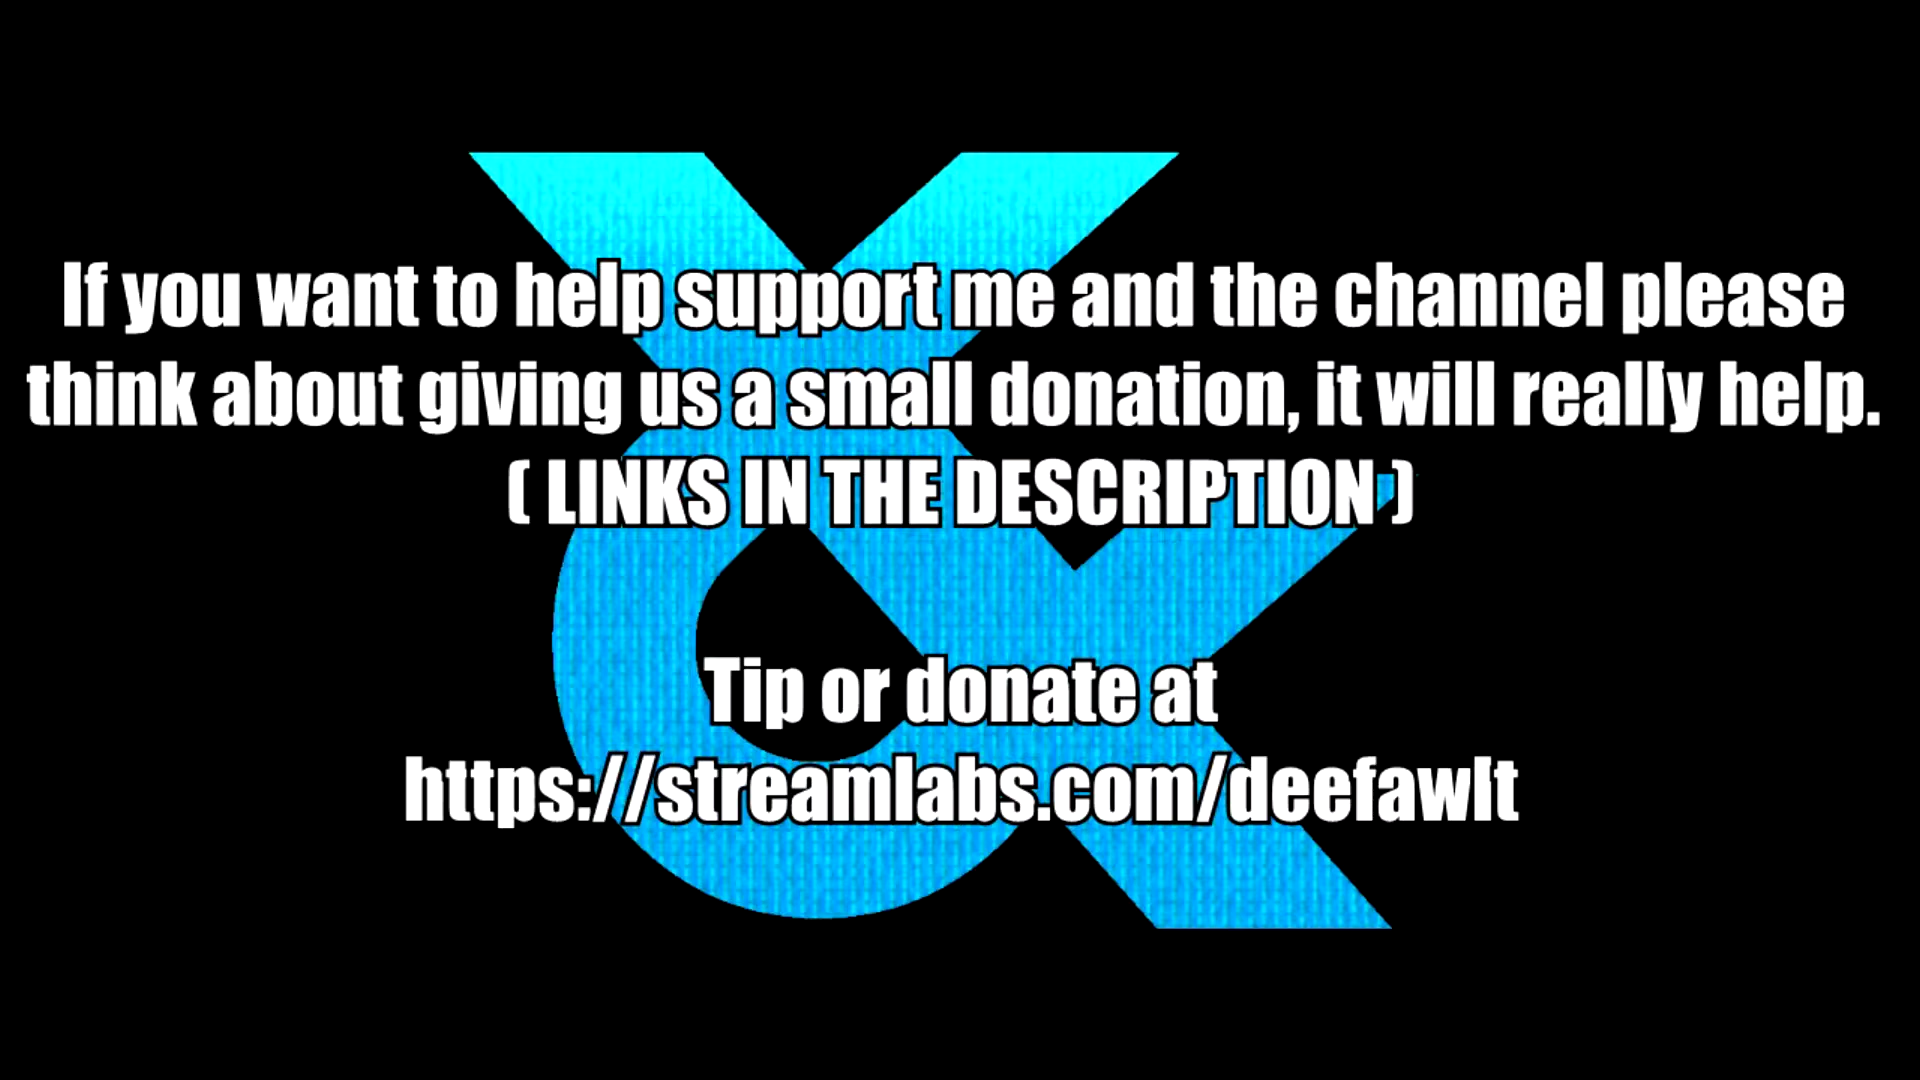 If you want to help support me and the channel please
think about giving us a small donation, it will really help.
( LINKS IN THE DESCRIPTION )
Tip or donate at
https://streamlabs.com/deefawlt